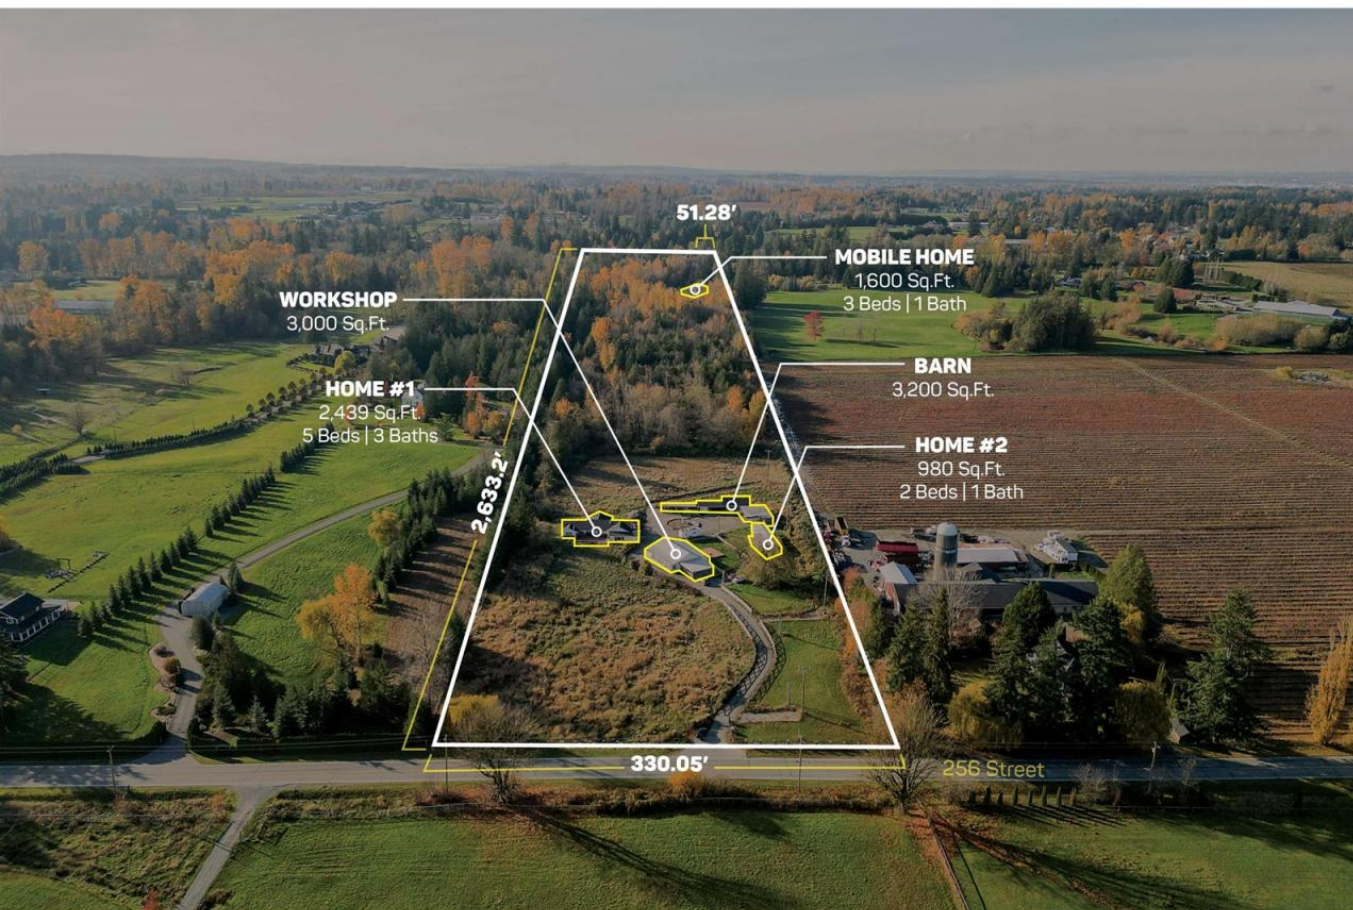 51.28'
MOBILE HOME
1,600 Sq.Ft.
3 Beds | 1 Bath
WORKSHOP
3,000 Sq.Ft.
BARN
3,200 Sq.Ft.
HOME #1
2,439 Sq.Ft.
5 Beds | 3 Baths
HOME #2
980 Sq.Ft.
2 Beds | 1 Bath
2,633.2'
330.05'
256 Street